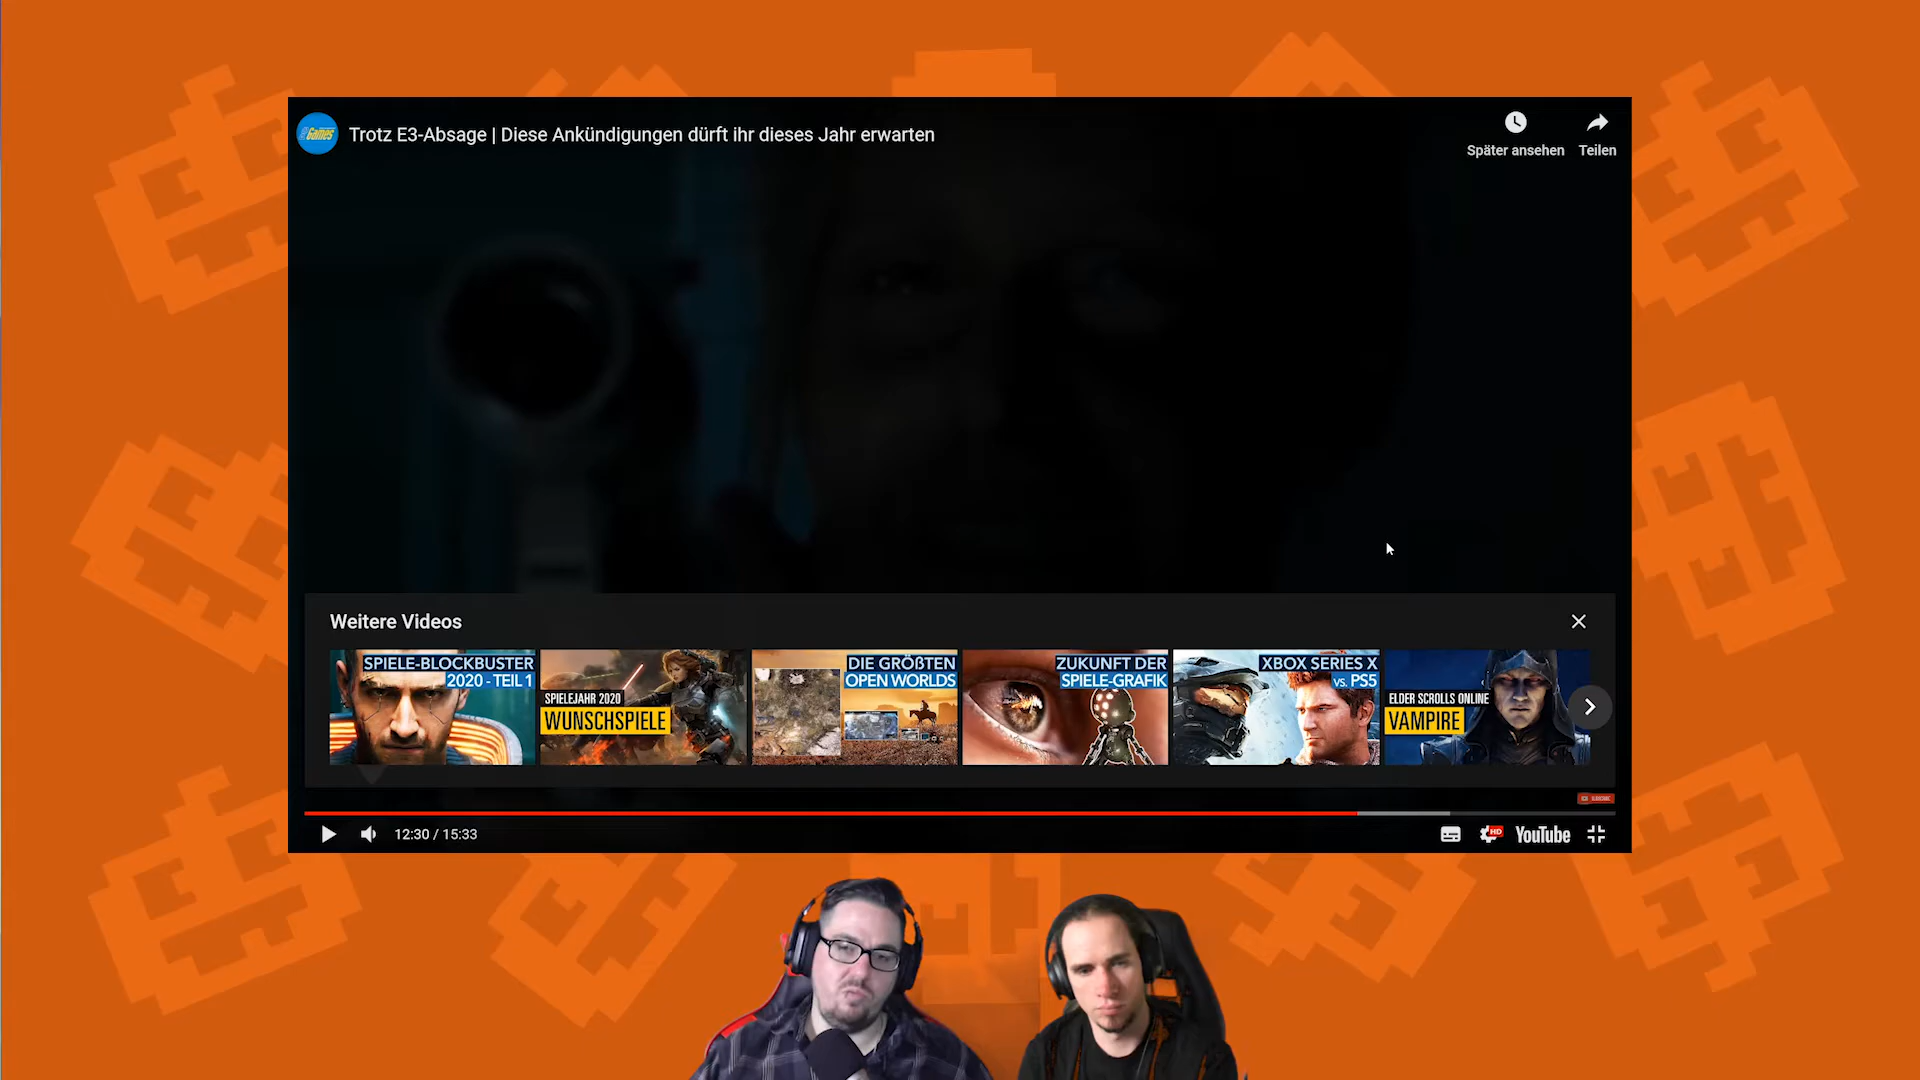 Games
Trotz E3-Absage | Diese Ankündigungen dürft ihr dieses Jahr erwarten
Später ansehen
Teilen
Weitere Videos
SPIELE-BLOCKBUSTER
2020 - TEIL 1
SPIELEJAHR 2020
WUNSCHSPIELE
DIE GRÖßTEN
OPEN WORLDS
ZUKUNFT DER
SPIELE-GRAFIK
XBOX SERIES X
vs. PS5
ELDER SCROLLS ONLINE
VAMPIRE
12:30 / 15:33
HD
YouTube